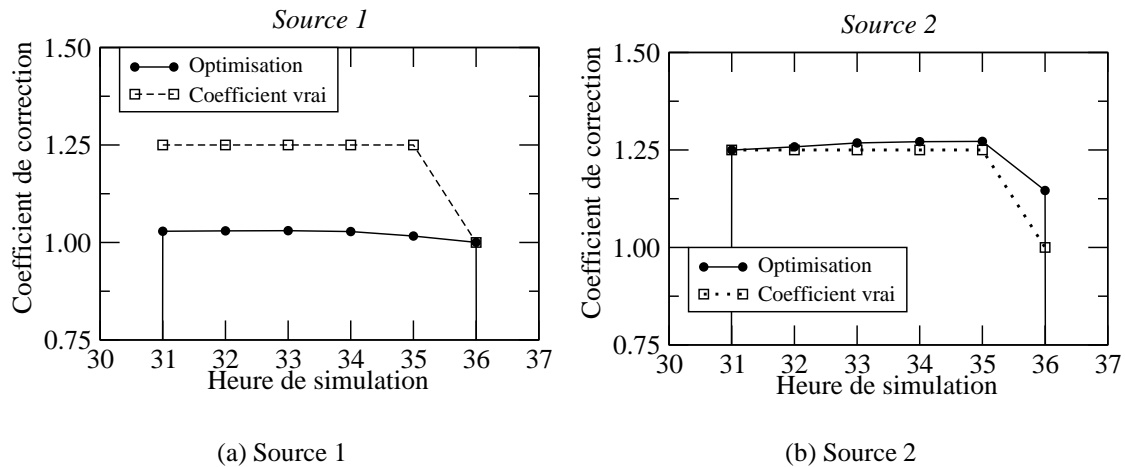 Source 1
Coefficient de correction
1.50
1.25
1.00
0.75
Optimisation
Coefficient vrai
30 31 32 33 34 35 36 37
Heure de simulation
(a) Source 1
Source 2
Coefficient de correction
1.50
1.25
1.00
0.75
Optimisation
Coefficient vrai
30 31 32 33 34 35 36 37
Heure de simulation
(b) Source 2